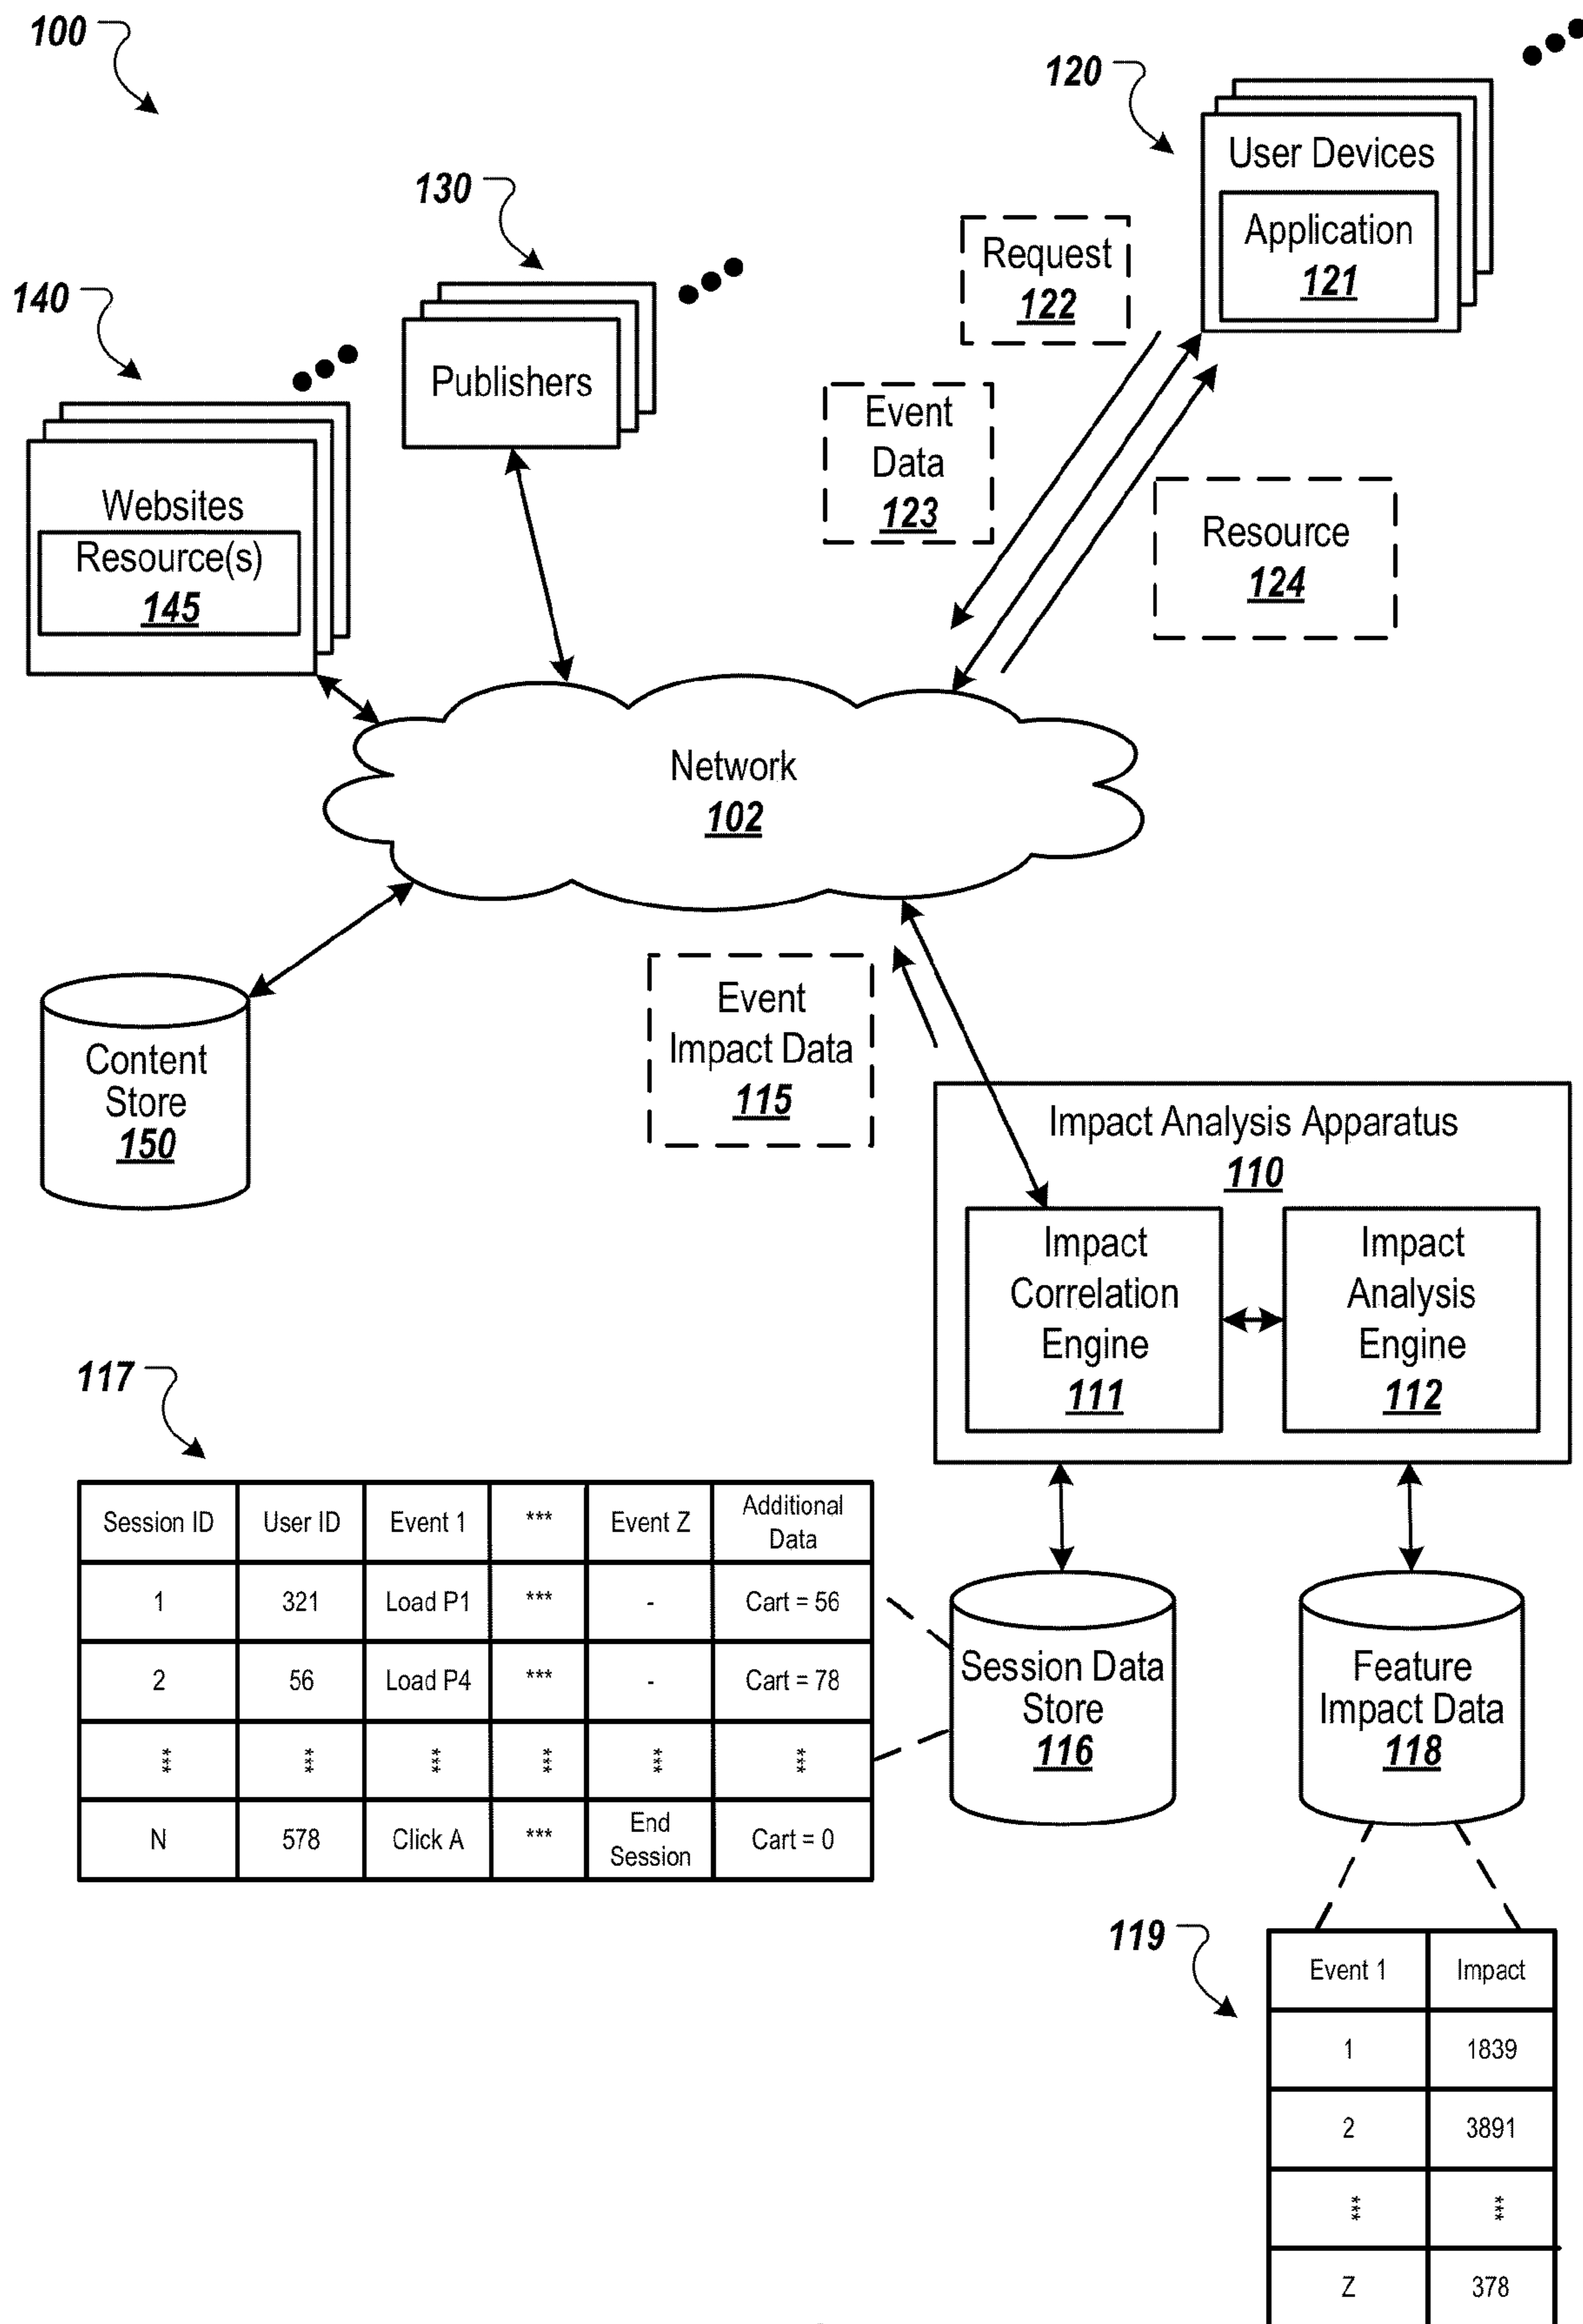 100
120
User Devices
Application
121
130
Request
122
140
Publishers
Event
Data
123
Websites
Resource(s)
145
Resource
124
Network
102
Event
Impact Data
115
Content
Store
150
Impact Analysis Apparatus
110
Impact
Correlation
Engine
111
Impact
Analysis
Engine
112
117
Session ID User ID Event 1 *** Event Z Additional Data
1 321 Load P1 *** - Cart = 56
2 56 Load P4 *** - Cart = 78
*** *** *** *** *** ***
N 578 Click A *** End Session Cart = 0
Session Data
Store
116
Feature
Impact Data
118
119
Event 1 Impact
1 1839
2 3891
*** ***
Z 378